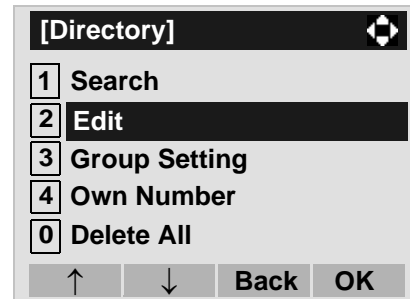 [Directory]
1 Search
2 Edit
3 Group Setting
4 Own Number
0 Delete All
↑ ↓ Back OK